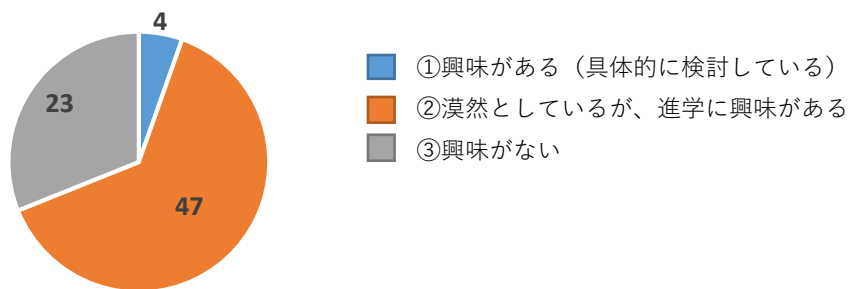 4
①興味がある（具体的に検討している）
②漠然としているが、進学に興味がある
23
③興味がない
47